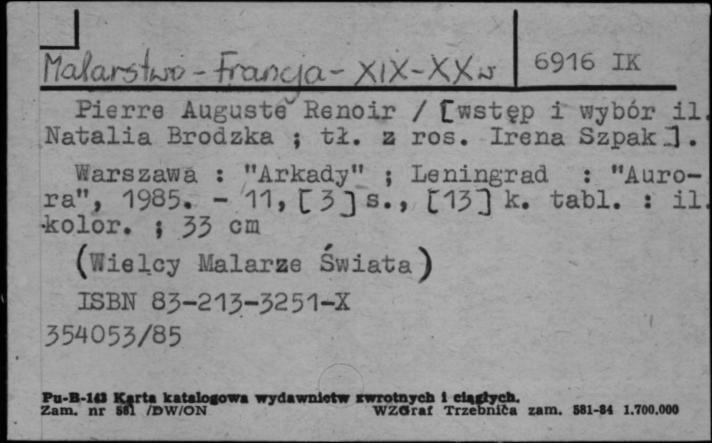 Malarstwo - Francja - XIX-XX w
6916 IK
Pierre Auguste Renoir / [wstęp i wybór il.
Natalia Brodzka ; tł. z ros. Irena Szpak].
Warszawa : "Arkady" ; Leningrad : "Auro-
ra", 1985. - 11, [3] s., [13] k. tabl. : il.
kolor. ; 33 cm
(Wielcy Malarze Świata)
ISBN 83-213-3251-X
354053/85
Pu-B-143 Karta katalogowa wydawnictw zwrotnych i ciągłych.
Zam. nr 581 /DW/ON WZGraf Trzebnica zam. 581-84 1.700.000